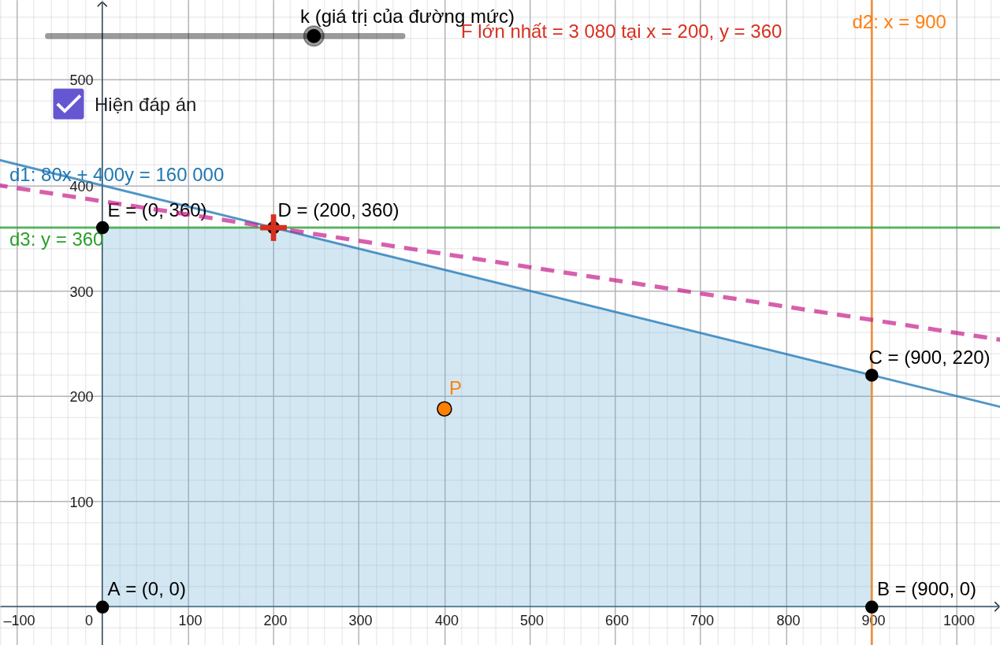 k (giá trị của đường mức)
F lớn nhất = 3 080 tại x = 200, y = 360
d2: x = 900
500
Hiện đáp án
d1: 80x + 400y = 160 000
400
E = (0, 360)
D = (200, 360)
d3: y = 360
300
C = (900, 220)
P
200
100
A = (0, 0)
B = (900, 0)
–100 0 100 200 300 400 500 600 700 800 900 1000